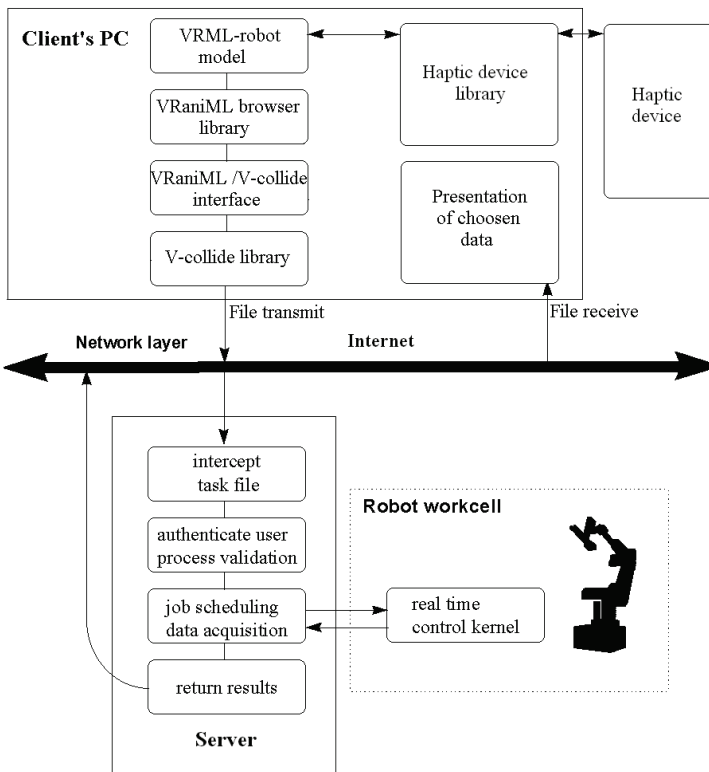 Client's PC
VRML-robot
model
VRaniML browser
library
VRaniML /V-collide
interface
V-collide library
Haptic device
library
Presentation
of choosen
data
Haptic
device
File transmit
File receive
Network layer
Internet
intercept
task file
authenticate user
process validation
job scheduling
data acquisition
return results
Server
Robot workcell
real time
control kernel